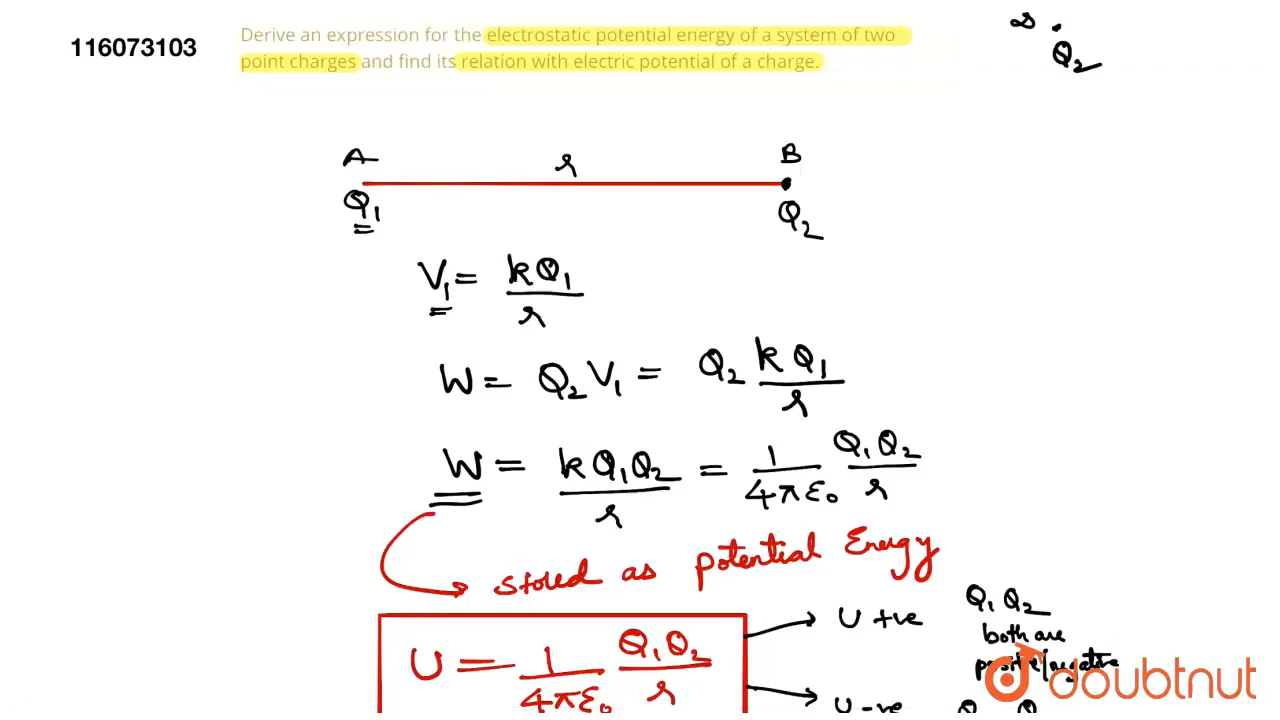 116073103
Derive an expression for the electrostatic potential energy of a system of two
point charges and find its relation with electric potential of a charge.
∞
Q₂
A r B
Q₁ Q₂
V₁ = kQ₁/r
W = Q₂V₁ = Q₂ kQ₁/r
W = kQ₁Q₂/r = 1/4πε₀ Q₁Q₂/r
→ stored as potential Energy
U = 1/4πε₀ Q₁Q₂/r
→ U +ve Q₁ Q₂
both are
positive/negative
→ U -ve
doubtnut